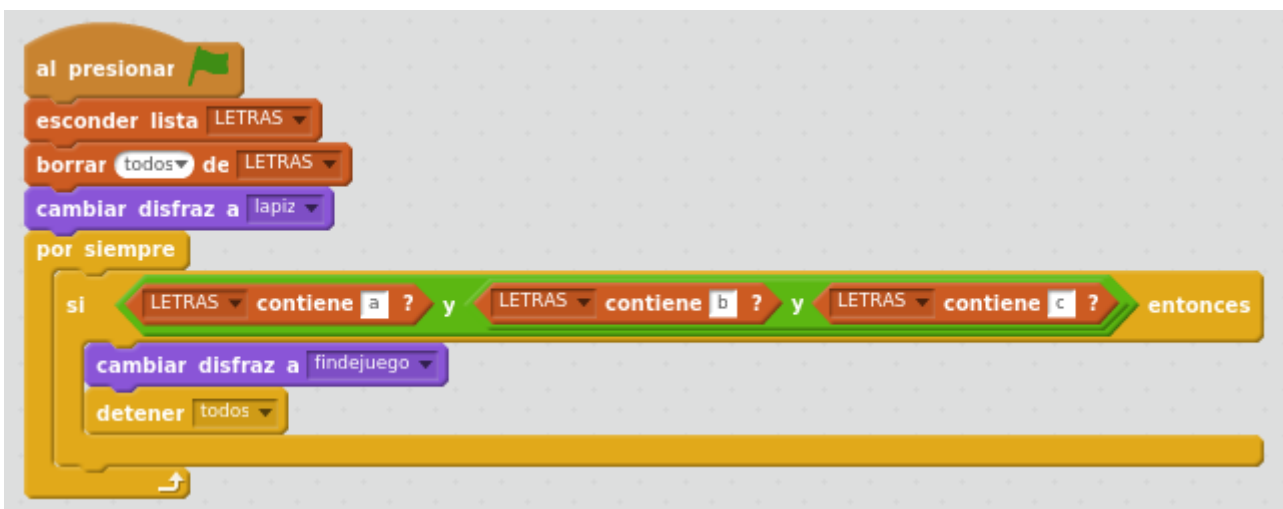 al presionar
esconder lista LETRAS
borrar todos de LETRAS
cambiar disfraz a lapiz
por siempre
si LETRAS contiene a ? y LETRAS contiene b ? y LETRAS contiene c ? entonces
cambiar disfraz a findejuego
detener todos